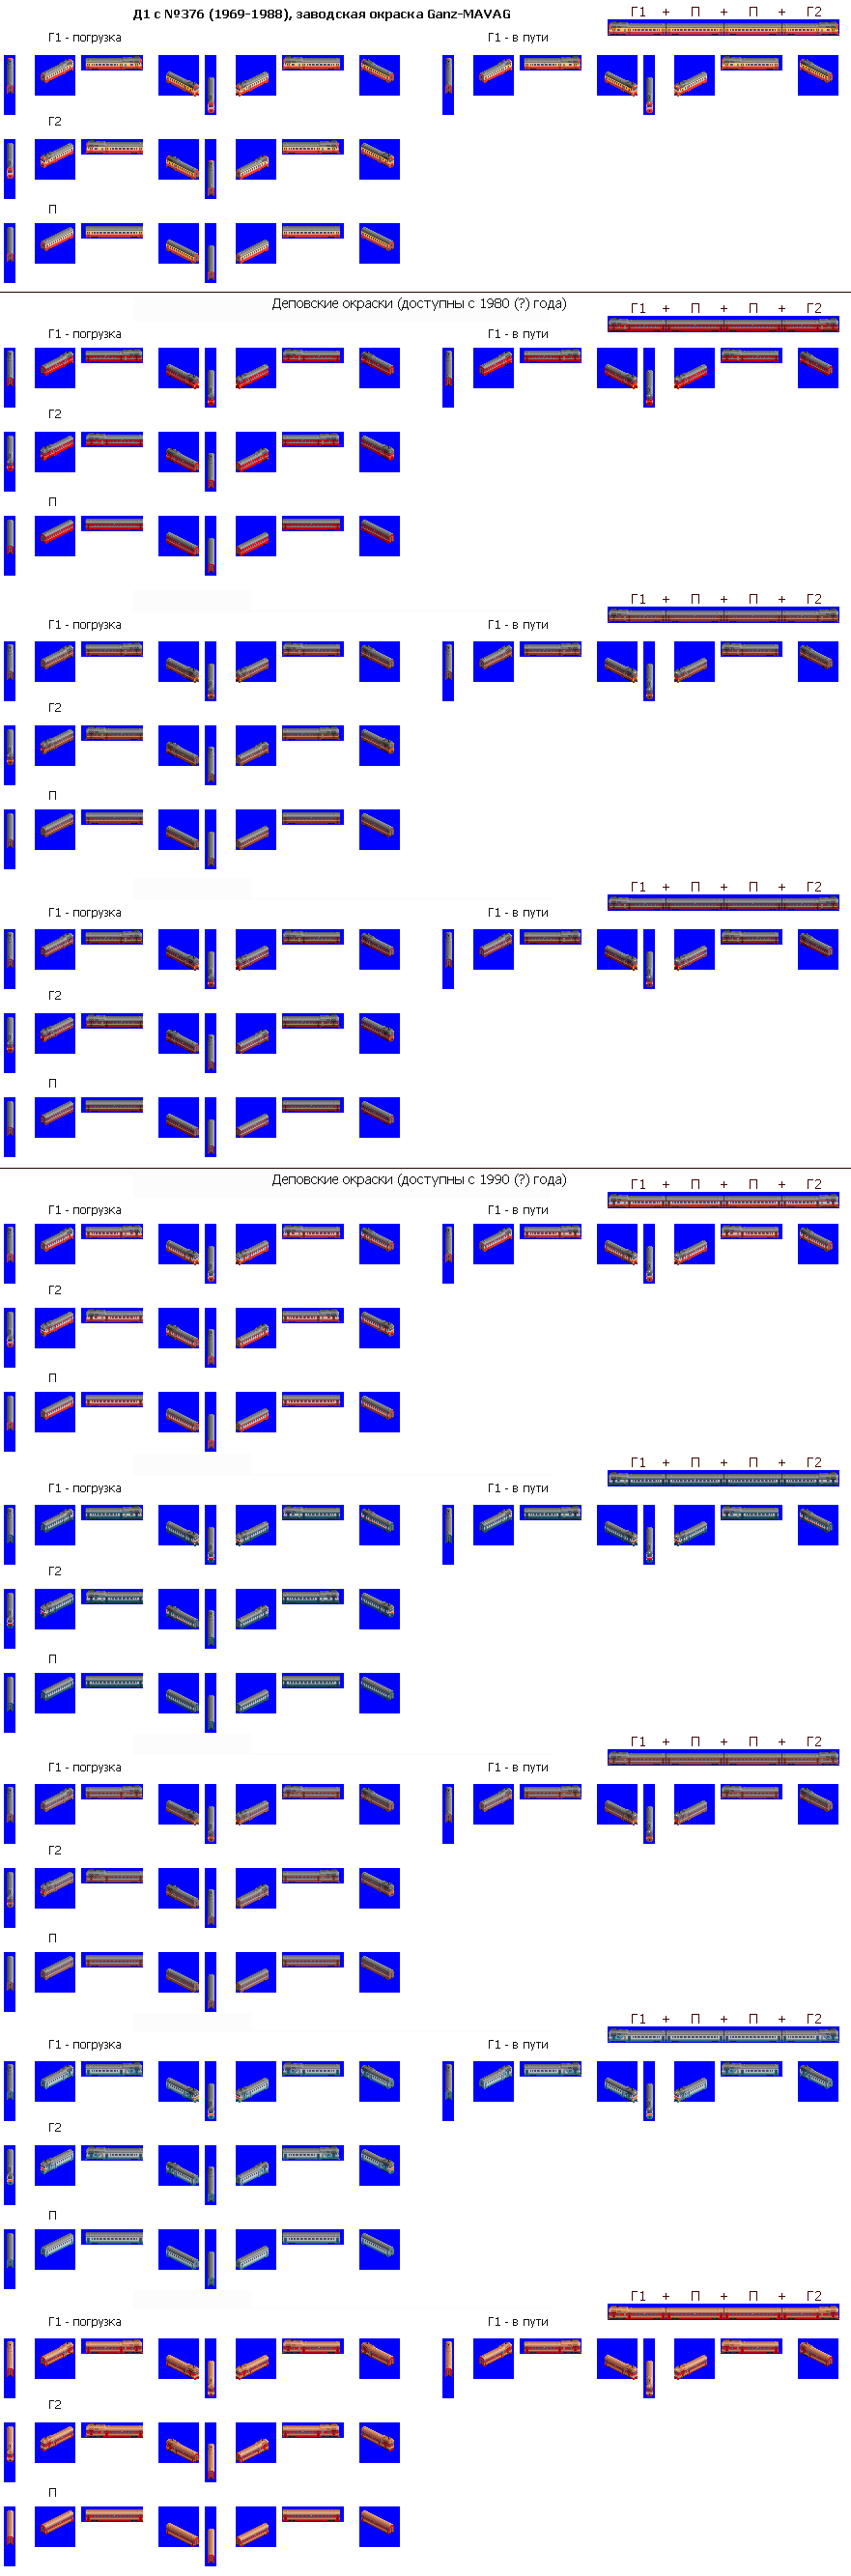 Д1 с №376 (1969-1988), заводская окраска Ganz-MAVAG
Г1 + П + П + Г2
Г1 - погрузка
Г1 - в пути
Г2
П
Деповские окраски (доступны с 1980 (?) года)
Г1 + П + П + Г2
Г1 - погрузка
Г1 - в пути
Г2
П
Г1 + П + П + Г2
Г1 - погрузка
Г1 - в пути
Г2
П
Г1 + П + П + Г2
Г1 - погрузка
Г1 - в пути
Г2
П
Деповские окраски (доступны с 1990 (?) года)
Г1 + П + П + Г2
Г1 - погрузка
Г1 - в пути
Г2
П
Г1 + П + П + Г2
Г1 - погрузка
Г1 - в пути
Г2
П
Г1 + П + П + Г2
Г1 - погрузка
Г1 - в пути
Г2
П
Г1 + П + П + Г2
Г1 - погрузка
Г1 - в пути
Г2
П
Г1 + П + П + Г2
Г1 - погрузка
Г1 - в пути
Г2
П